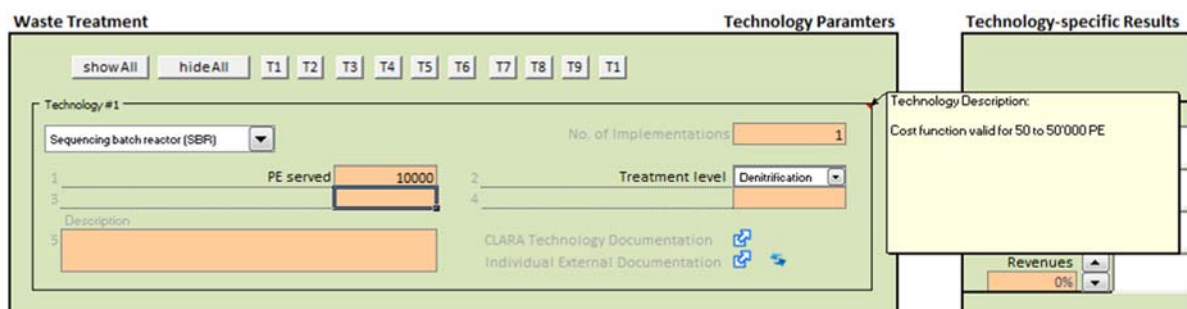 Waste Treatment
Technology Paramters
Technology-specific Results
showAll hideAll T1 T2 T3 T4 T5 T6 T7 T8 T9 T1
Technology #1
Technology Description:
Sequencing batch reactor (SBR)
No. of Implementations 1
Cost function valid for 50 to 50'000 PE
1 PE served 10000 2 Treatment level Denitrification
3 4
Description
5
CLARA Technology Documentation
Individual External Documentation
Revenues
0%